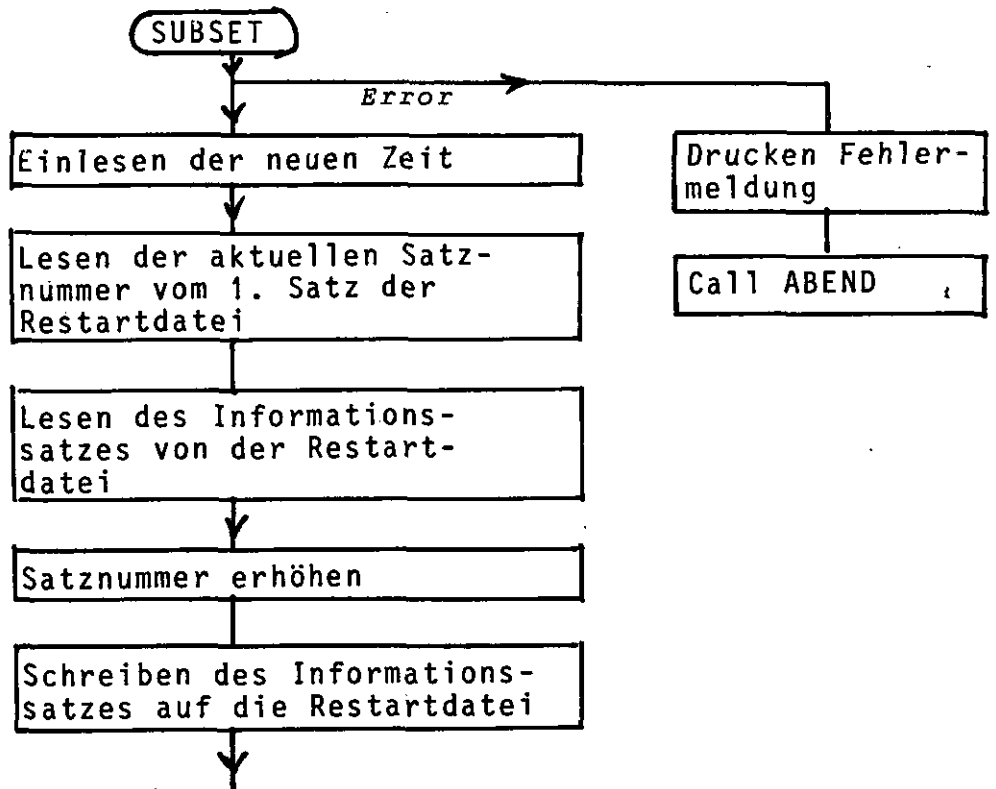 SUBSET
Error
Einlesen der neuen Zeit
Drucken Fehler-
meldung
Lesen der aktuellen Satz-
nummer vom 1. Satz der
Restartdatei
Call ABEND
Lesen des Informations-
satzes von der Restart-
datei
Satznummer erhöhen
Schreiben des Informations-
satzes auf die Restartdatei